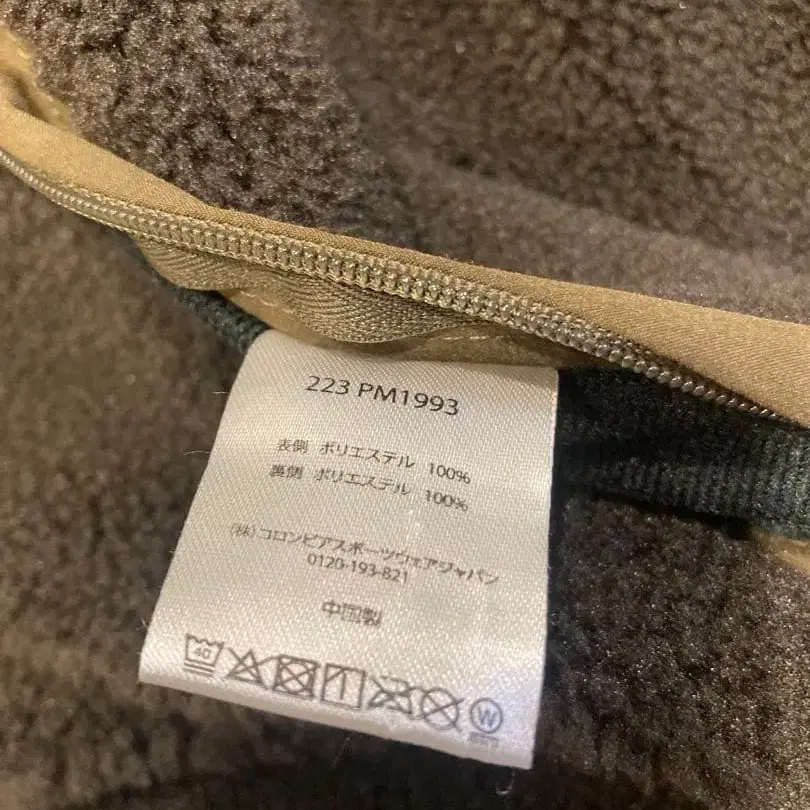 223 PM1993
表側 ポリエステル 100%
裏側 ポリエステル 100%
(株)コロンビアスポーツウェアジャパン
0120-193-821
中国製
40
W